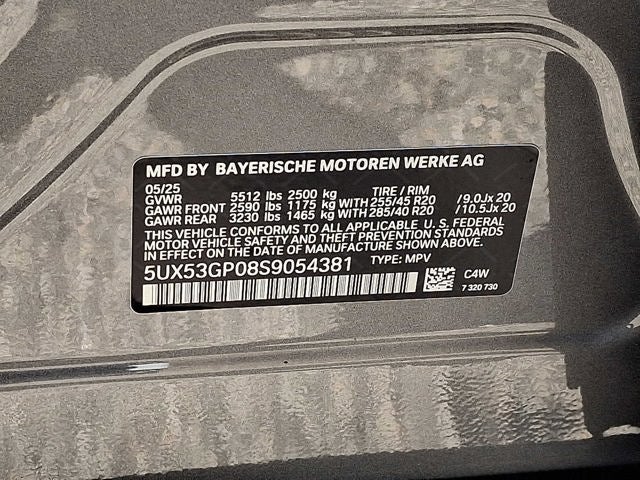 MFD BY BAYERISCHE MOTOREN WERKE AG
05/25
GVWR 5512 lbs 2500 kg TIRE / RIM
GAWR FRONT 2590 lbs 1175 kg WITH 255/45 R20 / 9.0Jx 20
GAWR REAR 3230 lbs 1465 kg WITH 285/40 R20 / 10.5Jx 20
THIS VEHICLE CONFORMS TO ALL APPLICABLE U.S. FEDERAL
MOTOR VEHICLE SAFETY AND THEFT PREVENTION STANDARDS
IN EFFECT ON THE DATE OF MANUFACTURE SHOWN ABOVE.
5UX53GP08S9054381 TYPE: MPV
C4W
7 320 730